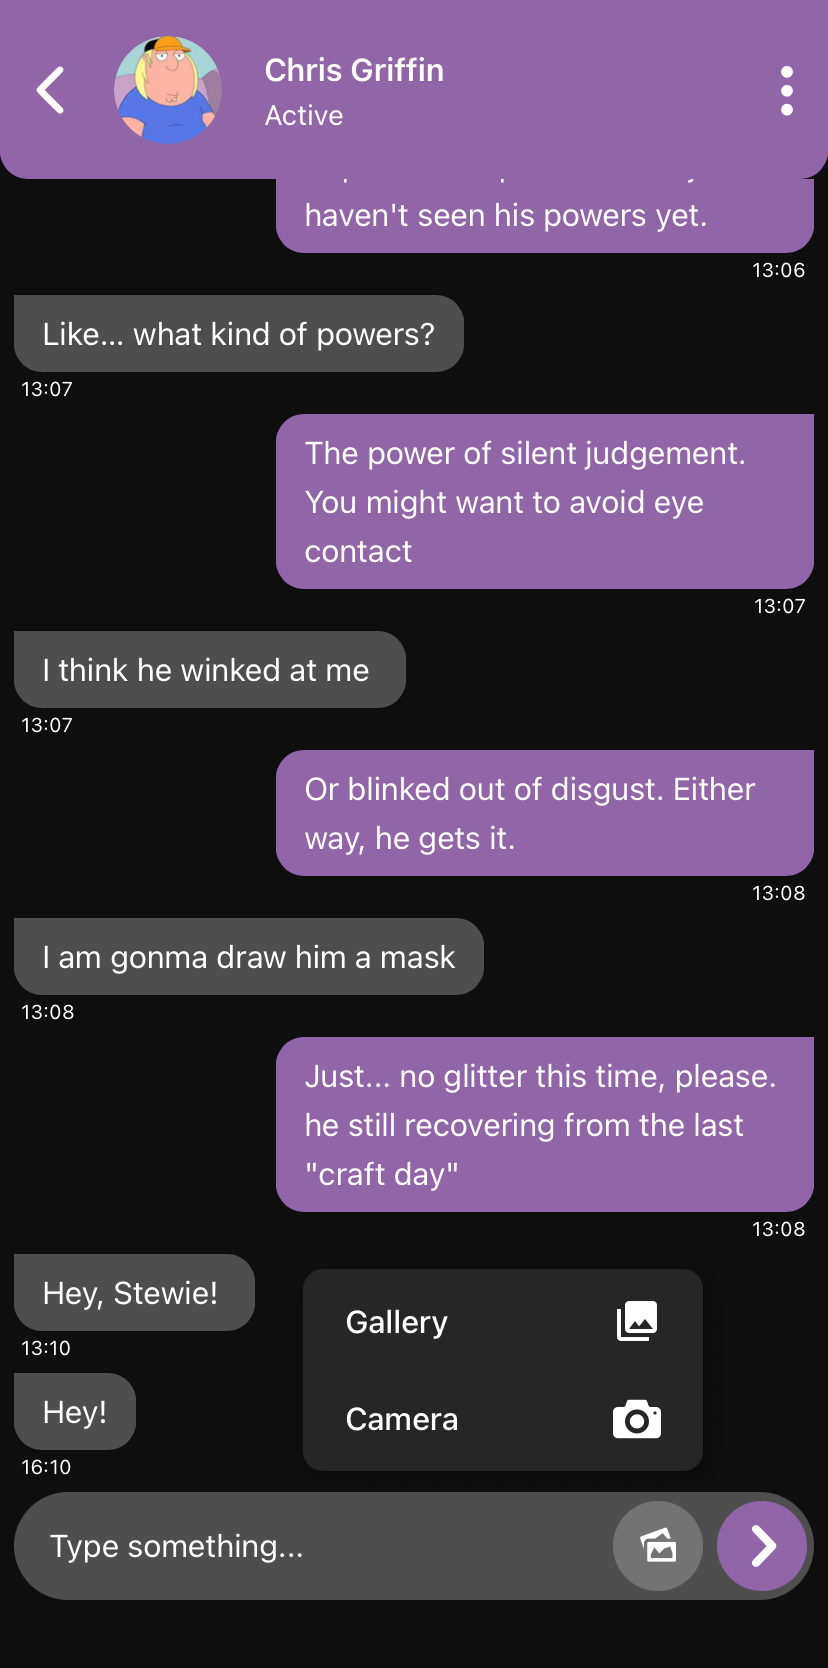 Chris Griffin
Active
haven't seen his powers yet.
13:06
Like... what kind of powers?
13:07
The power of silent judgement.
You might want to avoid eye
contact
13:07
I think he winked at me
13:07
Or blinked out of disgust. Either
way, he gets it.
13:08
I am gonma draw him a mask
13:08
Just... no glitter this time, please.
he still recovering from the last
"craft day"
13:08
Hey, Stewie!
13:10
Gallery
Camera
Hey!
16:10
Type something...